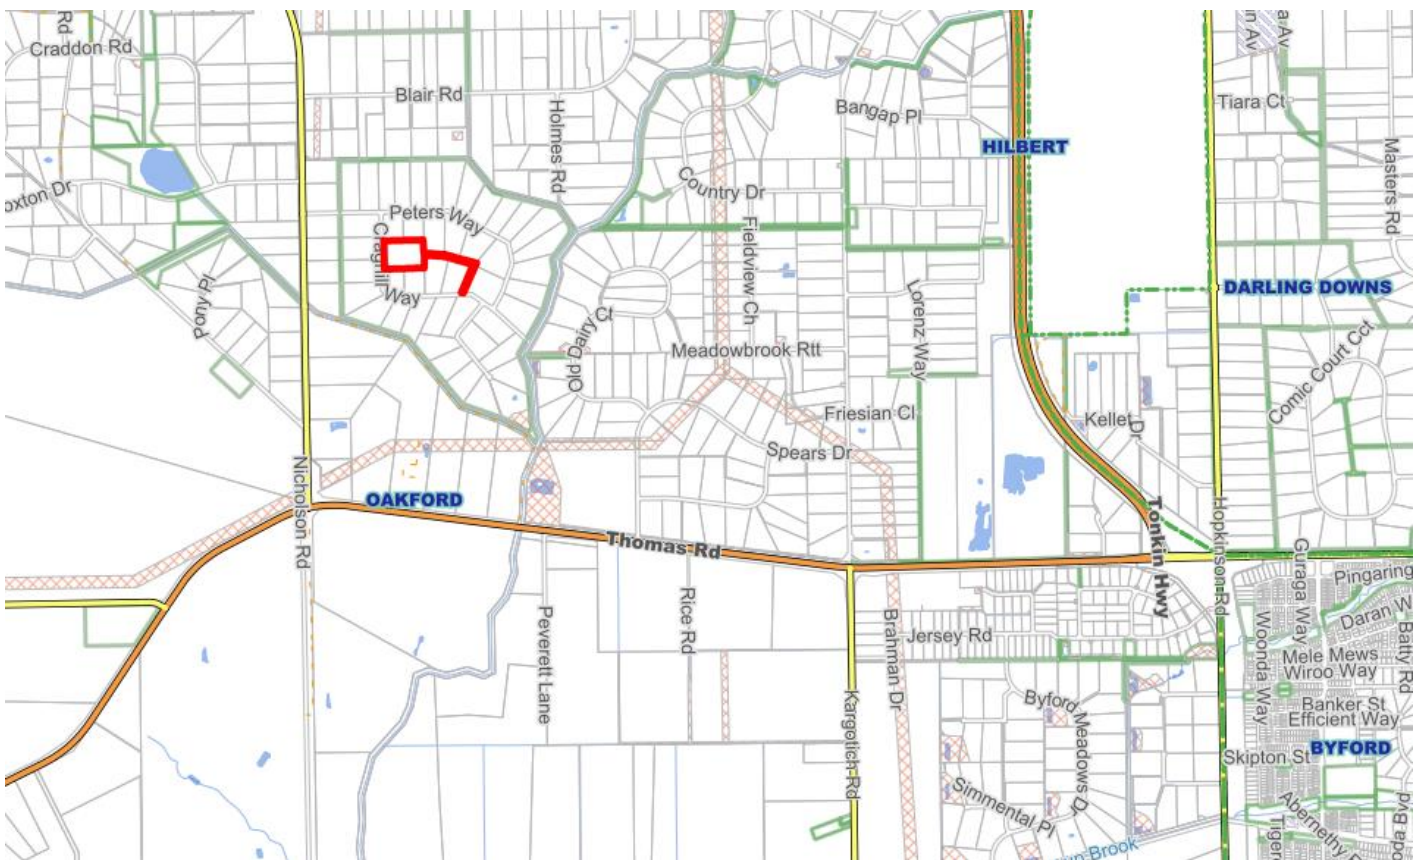 Rd
Craddon Rd
Blair Rd
Holmes Rd
Bangap Pl
HILBERT
Tiara Ct
Masters Rd
oxton Dr
Country Dr
Peters Way
Craghill
Way
Fieldview Ch
Pony Pl
Lorenz Way
DARLING DOWNS
Old
Dairy Ct
Meadowbrook Rtt
Comic Court Cct
Friesian Cl
Kellet Dr
Spears Dr
Nicholson Rd
OAKFORD
Thomas Rd
Tonkin Hwy
Hopkinson Rd
Guraga Way
Pingaring
Daran W
Peverett Lane
Rice Rd
Brahman Dr
Jersey Rd
Woonda Way
Mele Mews
Wiroo Way
Batty Rd
Kargotich Rd
Byford Meadows Dr
Banker St
Efficient Way
Skipton St
BYFORD
Simmental Pl
Abernethy
Tiger
Brook